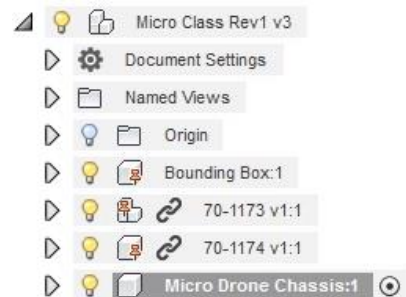 Micro Class Rev1 v3
Document Settings
Named Views
Origin
Bounding Box:1
70-1173 v1:1
70-1174 v1:1
Micro Drone Chassis:1